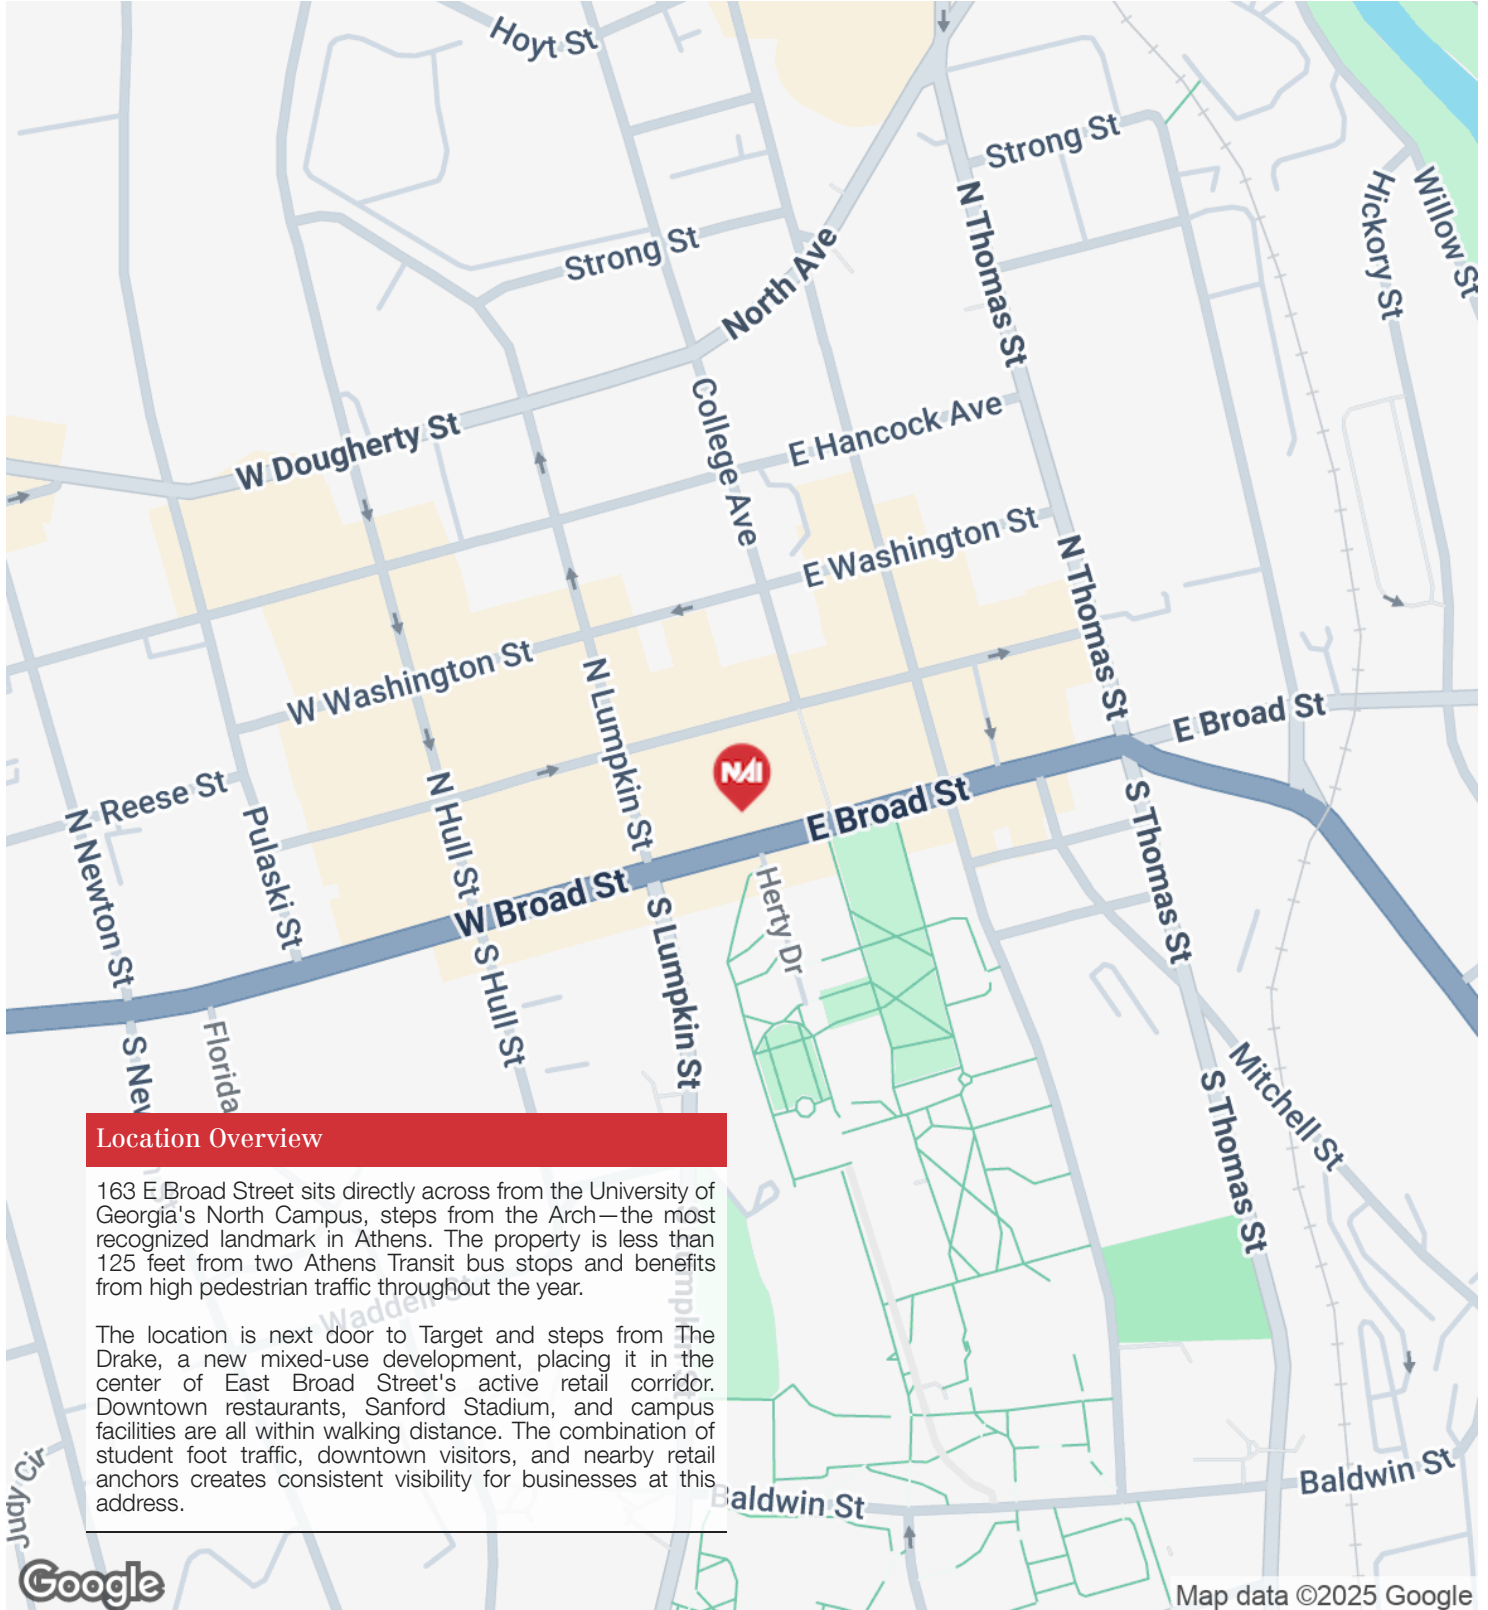 Hoyt St
Strong St
Hickory St
Willow St
N Thomas St
Strong St
North Ave
College Ave
E Hancock Ave
W Dougherty St
E Washington St
N Thomas St
W Washington St
N Lumpkin St
E Broad St
NAI
Reese St
N Newton St
Pulaski St
N Hull St
E Broad St
S Thomas St
W Broad St
Herty Dr
S Lumpkin St
S Hull St
Florida
S New
Mitchell St
S Thomas St
Location Overview
163 E Broad Street sits directly across from the University of
Georgia's North Campus, steps from the Arch—the most
recognized landmark in Athens. The property is less than
125 feet from two Athens Transit bus stops and benefits
from high pedestrian traffic throughout the year.
Waddell St
The location is next door to Target and steps from The
Drake, a new mixed-use development, placing it in the
center of East Broad Street's active retail corridor.
Downtown restaurants, Sanford Stadium, and campus
facilities are all within walking distance. The combination of
student foot traffic, downtown visitors, and nearby retail
anchors creates consistent visibility for businesses at this
address.
Baldwin St
Baldwin St
Google
Map data ©2025 Google